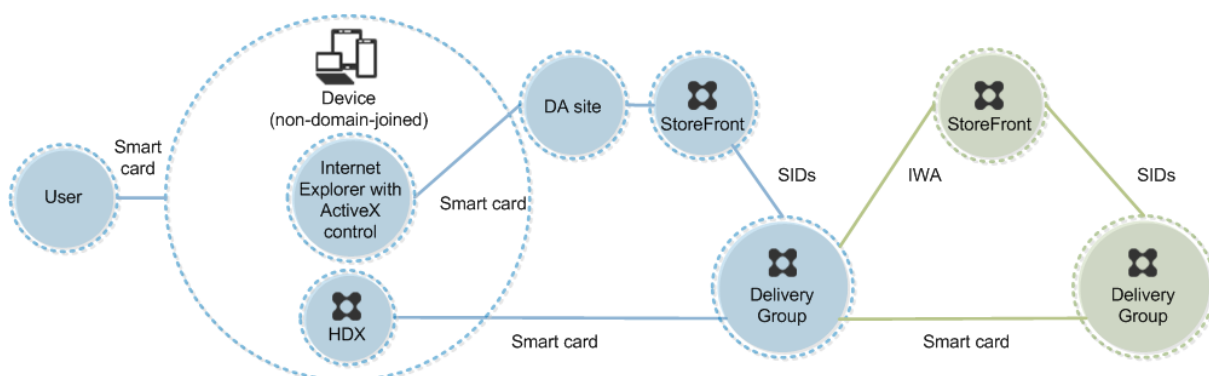 User
Smart
card
Device
(non-domain-joined)
Internet
Explorer with
ActiveX
control
HDX
Smart card
DA site
StoreFront
SIDs
Delivery
Group
Smart card
IWA
StoreFront
SIDs
Delivery
Group
Smart card